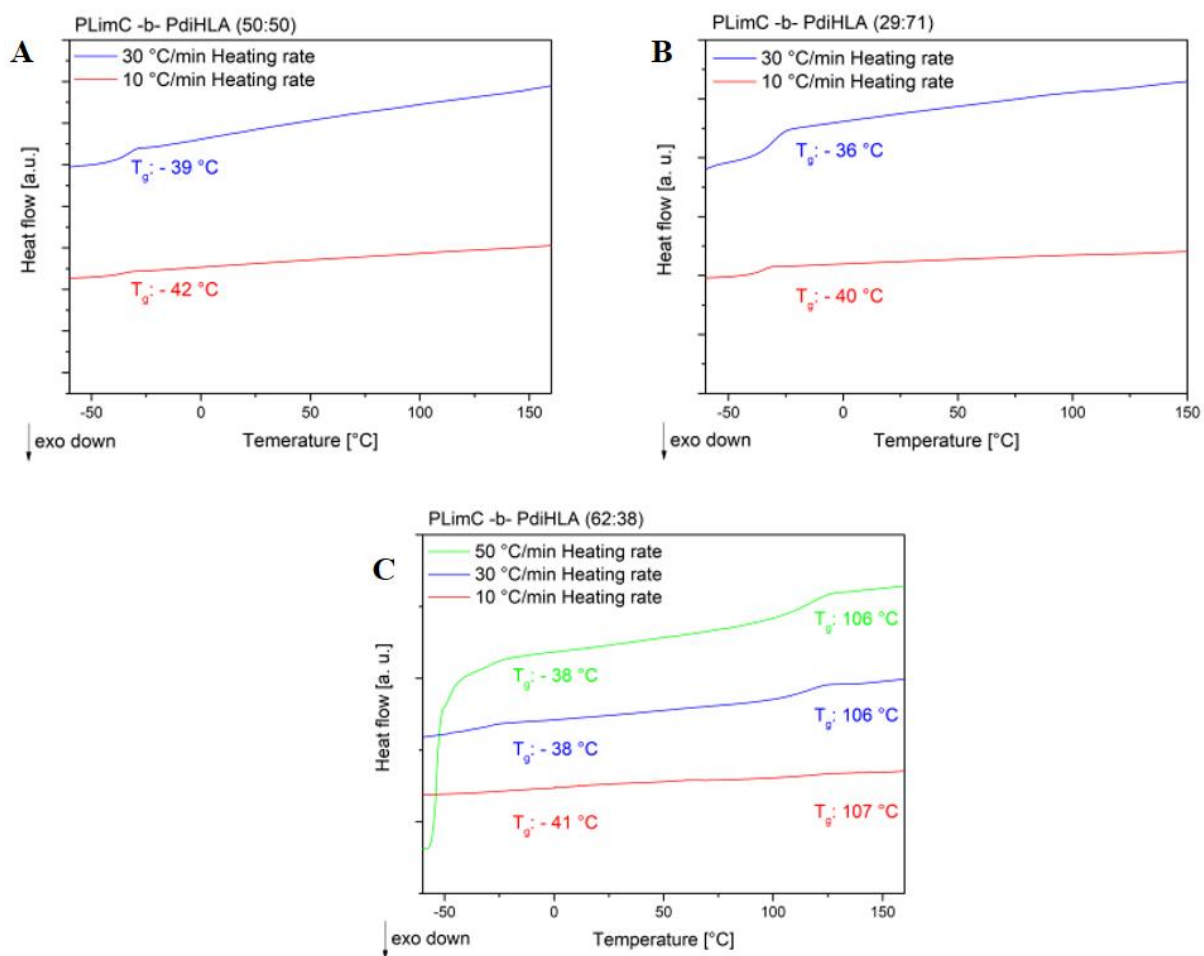 PLimC -b- PdiHLA (50:50)
A
30 °C/min Heating rate
10 °C/min Heating rate
Tg: - 39 °C
Tg: - 42 °C
Heat flow [a.u.]
-50 0 50 100 150
exo down
Temerature [°C]
PLimC -b- PdiHLA (29:71)
B
30 °C/min Heating rate
10 °C/min Heating rate
Tg: - 36 °C
Tg: - 40 °C
Heat flow [a. u.]
-50 0 50 100 150
exo down
Temperature [°C]
PLimC -b- PdiHLA (62:38)
C
50 °C/min Heating rate
30 °C/min Heating rate
10 °C/min Heating rate
Tg: 106 °C
Tg: - 38 °C
Tg: 106 °C
Tg: - 38 °C
Tg: - 41 °C
Tg: 107 °C
Heat flow [a. u.]
-50 0 50 100 150
exo down
Temperature [°C]